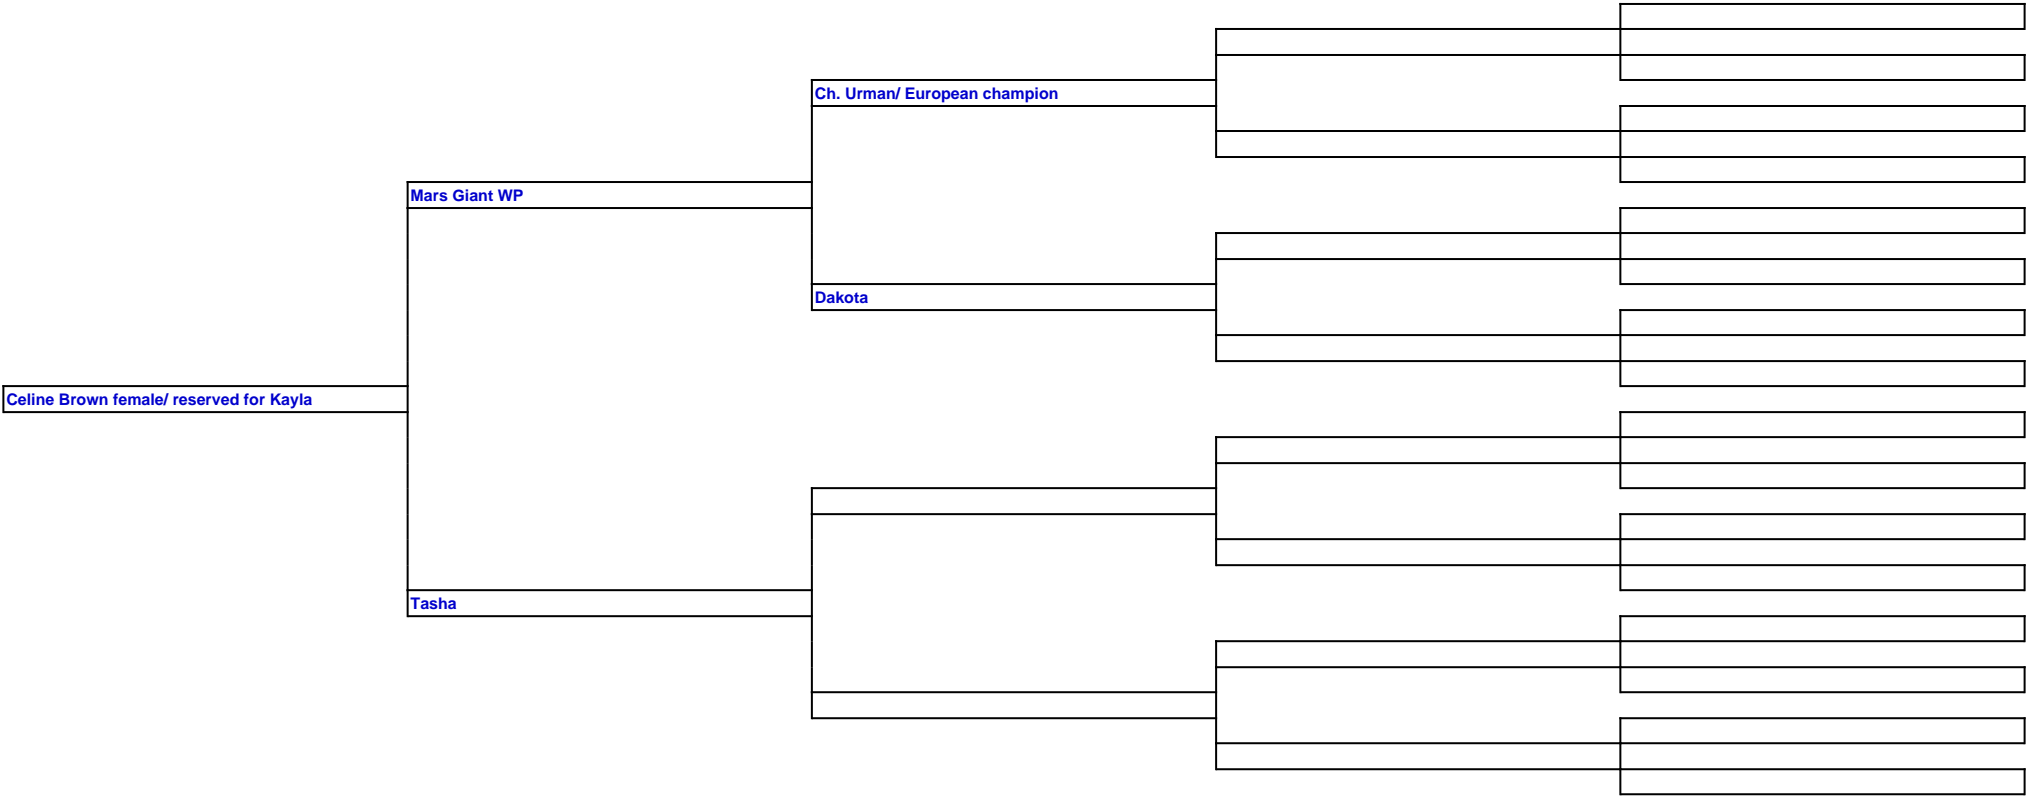 Ch. Urman/ European champion
Mars Giant WP
Dakota
Celine Brown female/ reserved for Kayla
Tasha